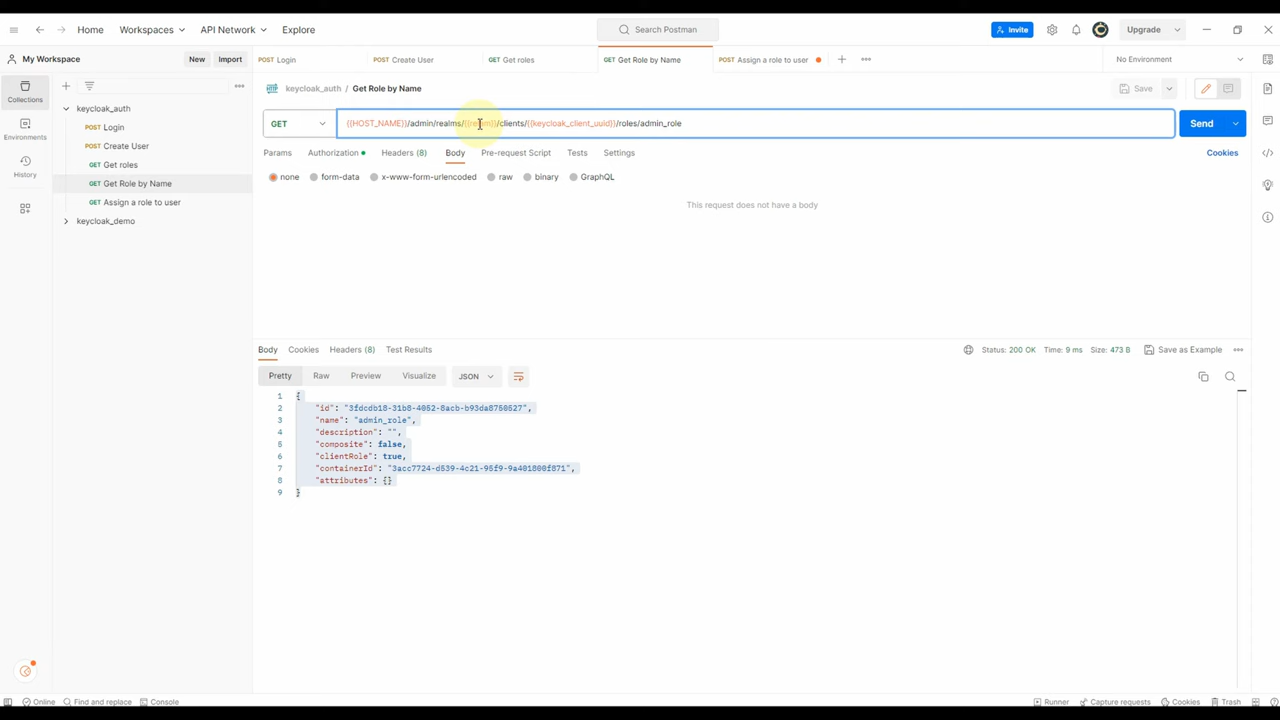 Home Workspaces API Network Explore Search Postman Invite Upgrade
My Workspace New Import POST Login POST Create User GET Get roles GET Get Role by Name POST Assign a role to user No Environment
Collections
Environments
History
keycloak_auth
POST Login
POST Create User
GET Get roles
GET Get Role by Name
GET Assign a role to user
keycloak_demo
keycloak_auth / Get Role by Name Save
GET {{HOST_NAME}}/admin/realms/{{realm}}/clients/{{keycloak_client_uuid}}/roles/admin_role Send
Params Authorization Headers (8) Body Pre-request Script Tests Settings Cookies
none form-data x-www-form-urlencoded raw binary GraphQL
This request does not have a body
Body Cookies Headers (8) Test Results Status: 200 OK Time: 9 ms Size: 473 B Save as Example
Pretty Raw Preview Visualize JSON
1 {
2 "id": "3fdcdb18-31b8-4052-8acb-b93da8750527",
3 "name": "admin_role",
4 "description": "",
5 "composite": false,
6 "clientRole": true,
7 "containerId": "3acc7724-d539-4c21-95f9-9a401800f871",
8 "attributes": {}
9 }
Online Find and replace Console Runner Capture requests Cookies Trash